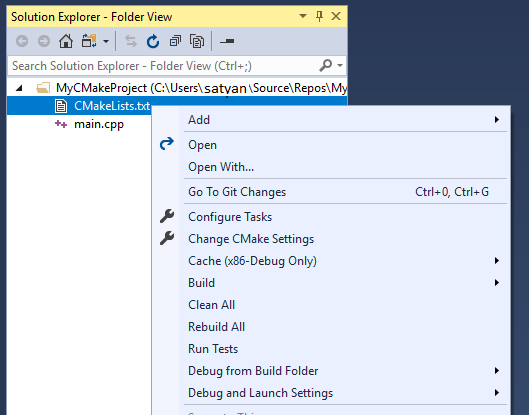 Solution Explorer - Folder View
Search Solution Explorer - Folder View (Ctrl+;)
MyCMakeProject (C:\Users\satyan\Source\Repos\My
CMakeLists.txt
main.cpp
Add
Open
Open With...
Go To Git Changes Ctrl+0, Ctrl+G
Configure Tasks
Change CMake Settings
Cache (x86-Debug Only)
Build
Clean All
Rebuild All
Run Tests
Debug from Build Folder
Debug and Launch Settings